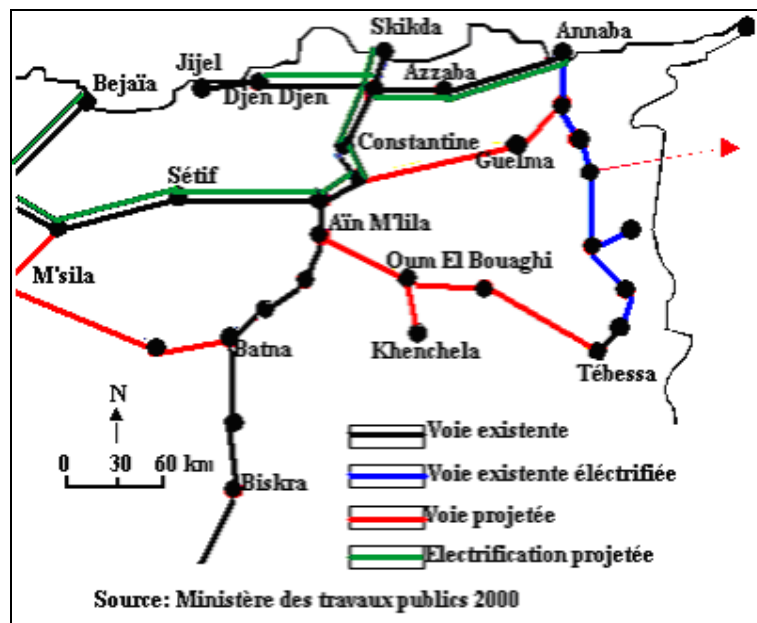 Skikda
Annaba
Jijel
Bejaïa
Djen Djen
Azzaba
Constantine
Guelma
Sétif
Aïn M'lila
Oum El Bouaghi
M'sila
Batna
Khenchela
Tébessa
N
0 30 60 km
Biskra
Voie existente
Voie existente éléctrifiée
Voie projetée
Electrification projetée
Source: Ministère des travaux publics 2000